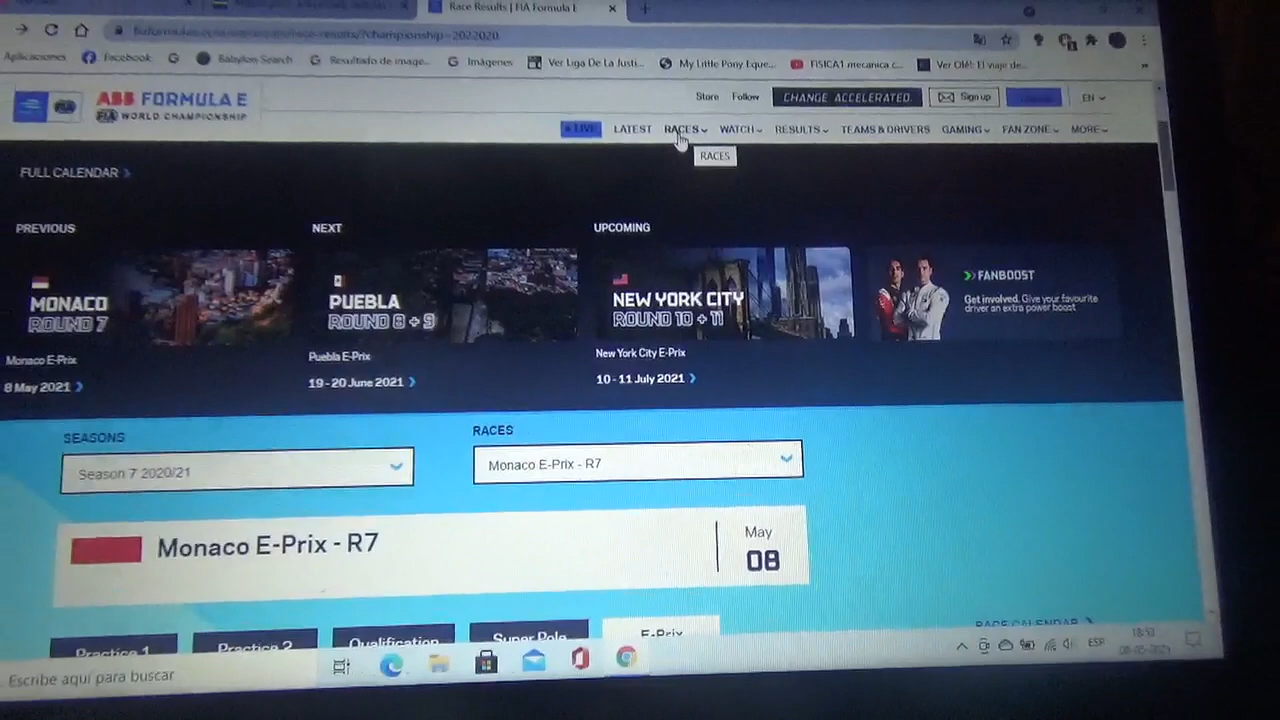 Race Results | FIA Formula E
Aplicaciones Facebook Babylon Search Resultado de image... Imágenes Ver Liga De La Justi... My Little Pony Eque... FISICA1 mecanica c... Ver Olé!: El viaje de...
ABB FORMULA E
FIA WORLD CHAMPIONSHIP
Store Follow CHANGE ACCELERATED. Sign up EN
LIVE LATEST RACES WATCH RESULTS TEAMS & DRIVERS GAMING FAN ZONE MORE
RACES
FULL CALENDAR
PREVIOUS NEXT UPCOMING
MONACO
ROUND 7
PUEBLA
ROUND 8 + 9
NEW YORK CITY
ROUND 10 + 11
FANBOOST
Get involved. Give your favourite
driver an extra power boost
Monaco E-Prix
8 May 2021
Puebla E-Prix
19 - 20 June 2021
New York City E-Prix
10 - 11 July 2021
SEASONS RACES
Season 7 2020/21 Monaco E-Prix - R7
Monaco E-Prix - R7 May
08
RACE CALENDAR
Practice 1 Practice 2 Qualification Super Pole E-Prix
Escribe aquí para buscar
ESP
18:53